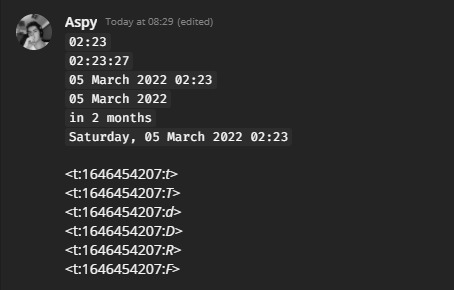 Aspy Today at 08:29 (edited)
02:23
02:23:27
05 March 2022 02:23
05 March 2022
in 2 months
Saturday, 05 March 2022 02:23
<t:1646454207:t>
<t:1646454207:T>
<t:1646454207:d>
<t:1646454207:D>
<t:1646454207:R>
<t:1646454207:F>